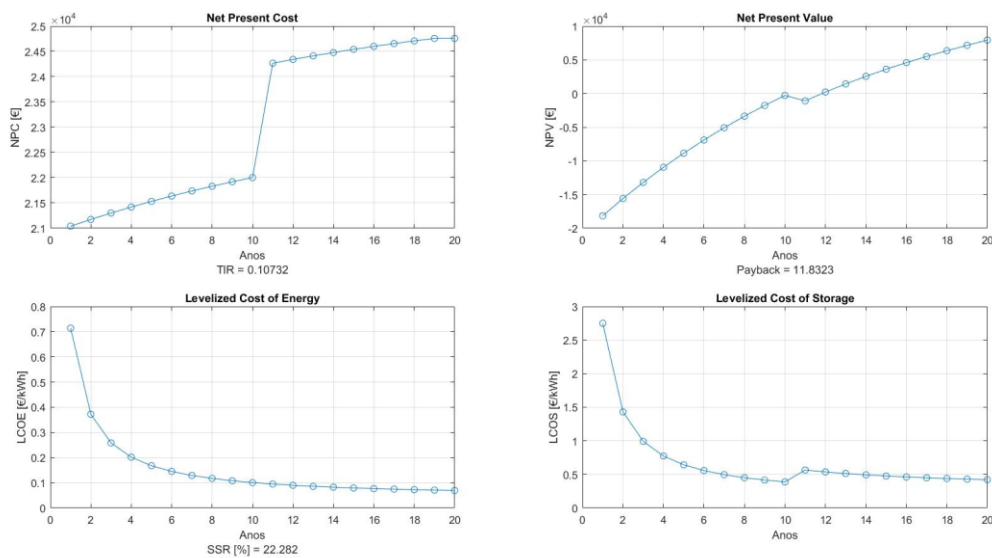 Net Present Cost
×10⁴
NPC [€]
2.5
2.45
2.4
2.35
2.3
2.25
2.2
2.15
2.1
0 2 4 6 8 10 12 14 16 18 20
Anos
TIR = 0.10732
Net Present Value
×10⁴
NPV [€]
1
0.5
0
-0.5
-1
-1.5
-2
0 2 4 6 8 10 12 14 16 18 20
Anos
Payback = 11.8323
Levelized Cost of Energy
LCOE [€/kWh]
0.8
0.7
0.6
0.5
0.4
0.3
0.2
0.1
0
0 2 4 6 8 10 12 14 16 18 20
Anos
SSR [%] = 22.282
Levelized Cost of Storage
LCOS [€/kWh]
3
2.5
2
1.5
1
0.5
0
0 2 4 6 8 10 12 14 16 18 20
Anos